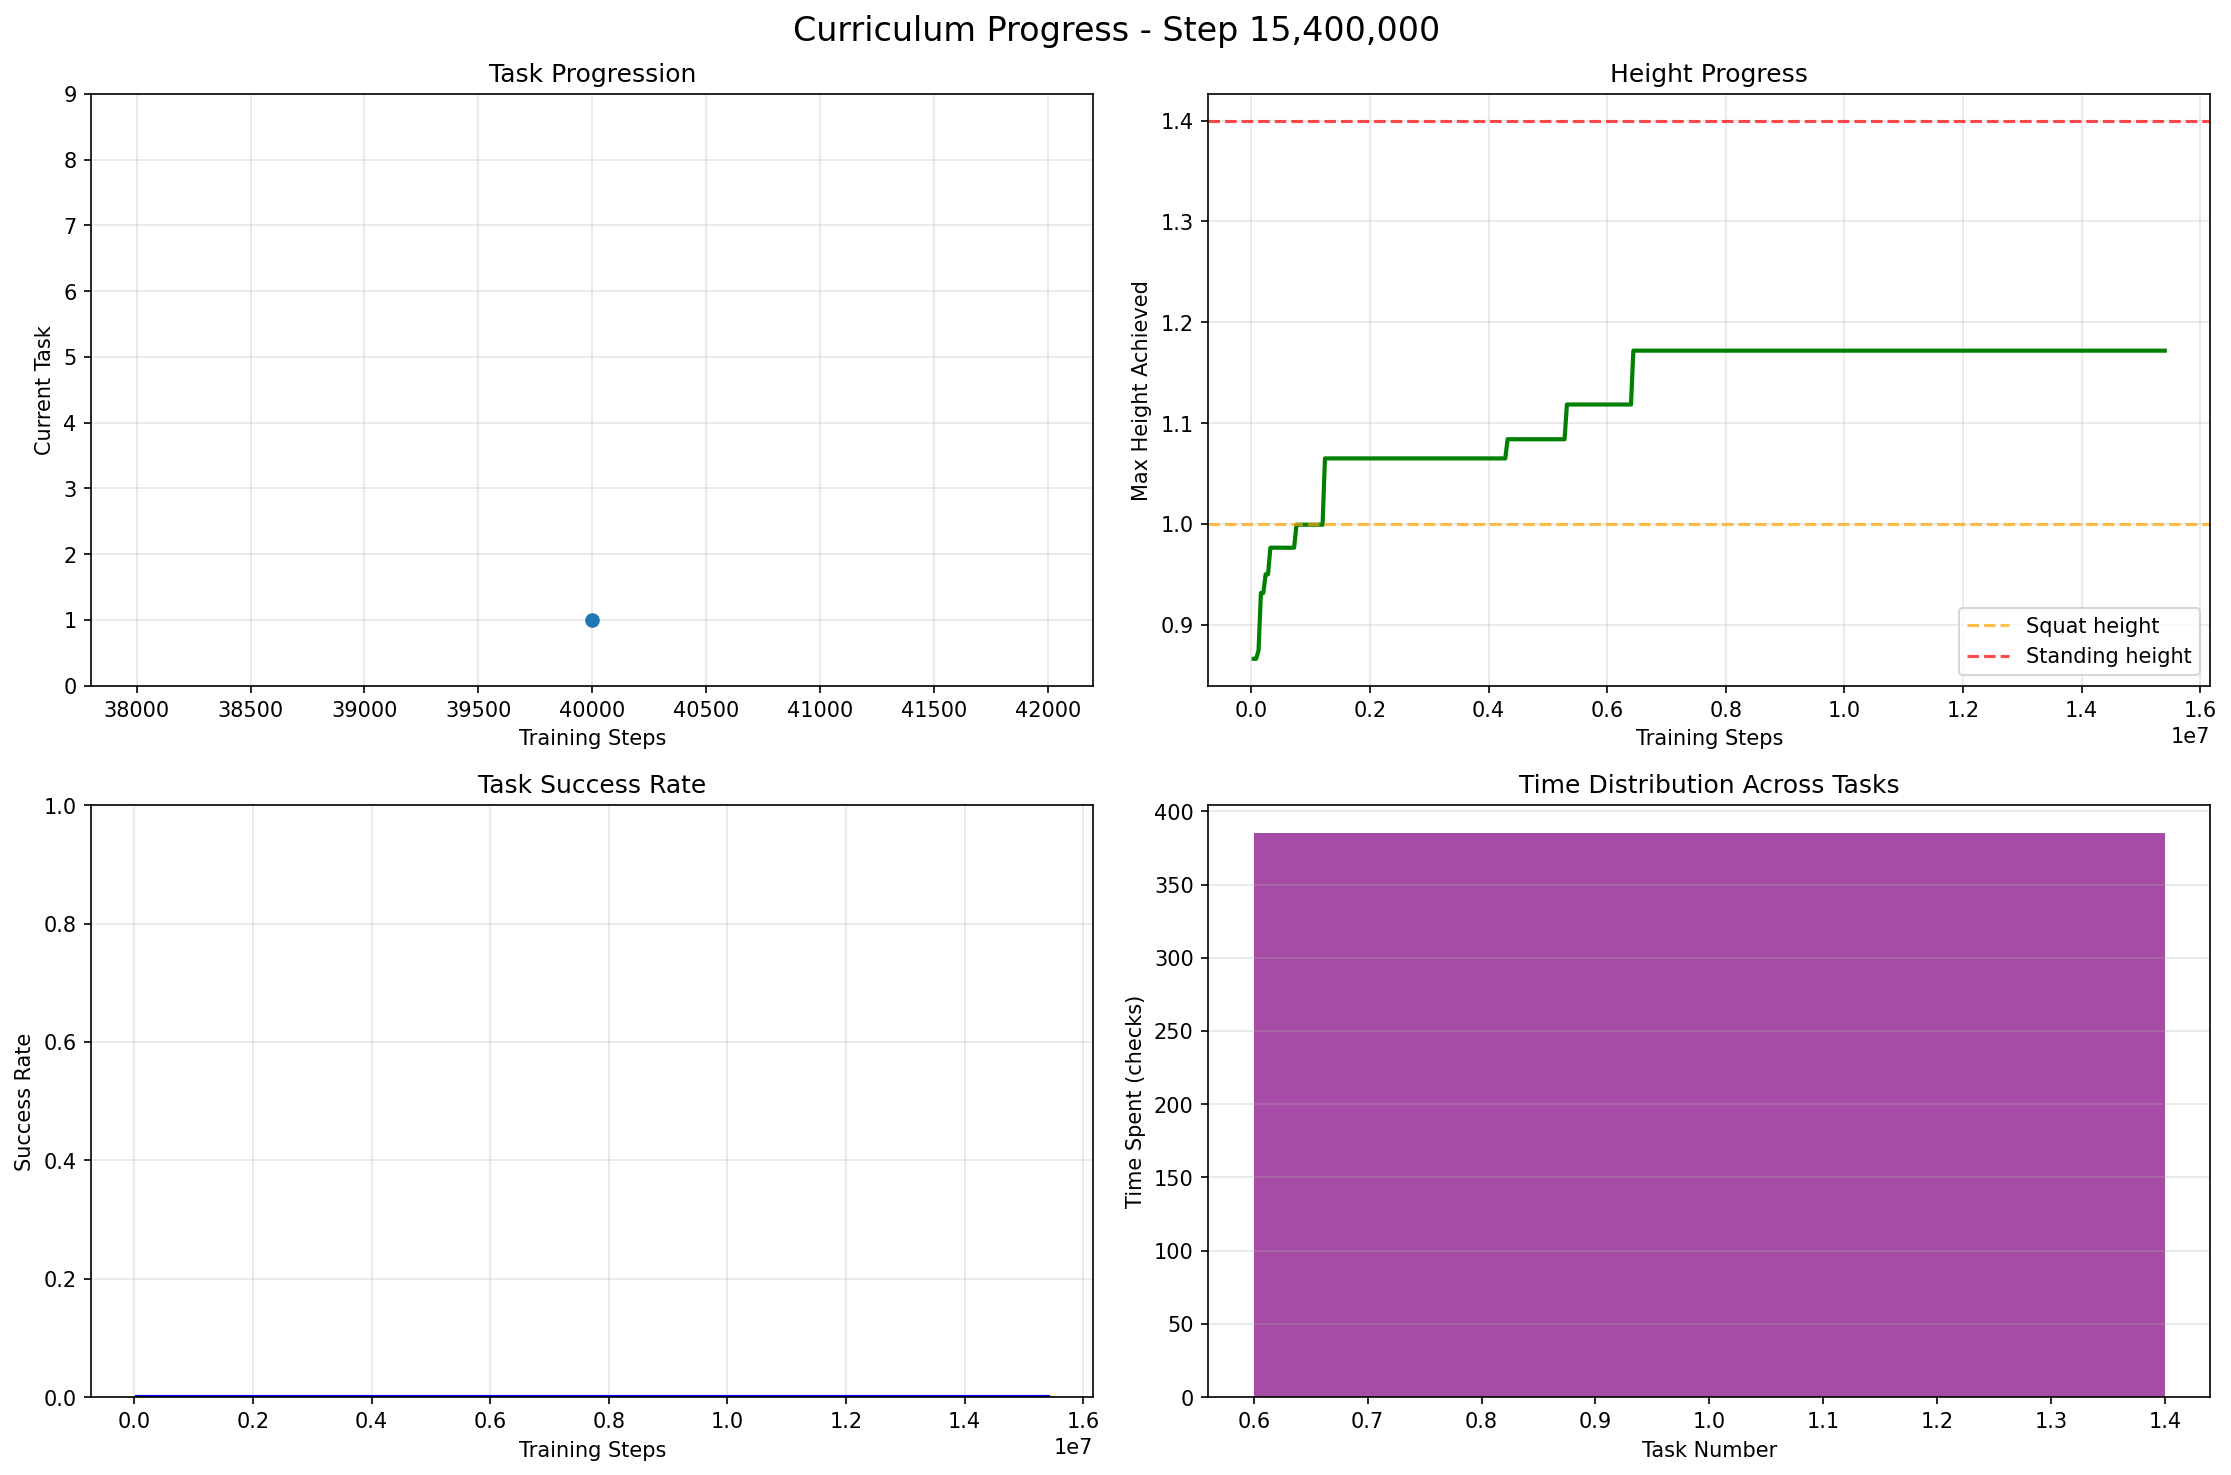 Curriculum Progress - Step 15,400,000
Task Progression
9
8
7
6
5
4
3
2
1
0
Current Task
38000 38500 39000 39500 40000 40500 41000 41500 42000
Training Steps
Height Progress
1.4
1.3
1.2
1.1
1.0
0.9
Max Height Achieved
Squat height
Standing height
0.0 0.2 0.4 0.6 0.8 1.0 1.2 1.4 1.6
1e7
Training Steps
Task Success Rate
1.0
0.8
0.6
0.4
0.2
0.0
Success Rate
0.0 0.2 0.4 0.6 0.8 1.0 1.2 1.4 1.6
1e7
Training Steps
Time Distribution Across Tasks
400
350
300
250
200
150
100
50
0
Time Spent (checks)
0.6 0.7 0.8 0.9 1.0 1.1 1.2 1.3 1.4
Task Number